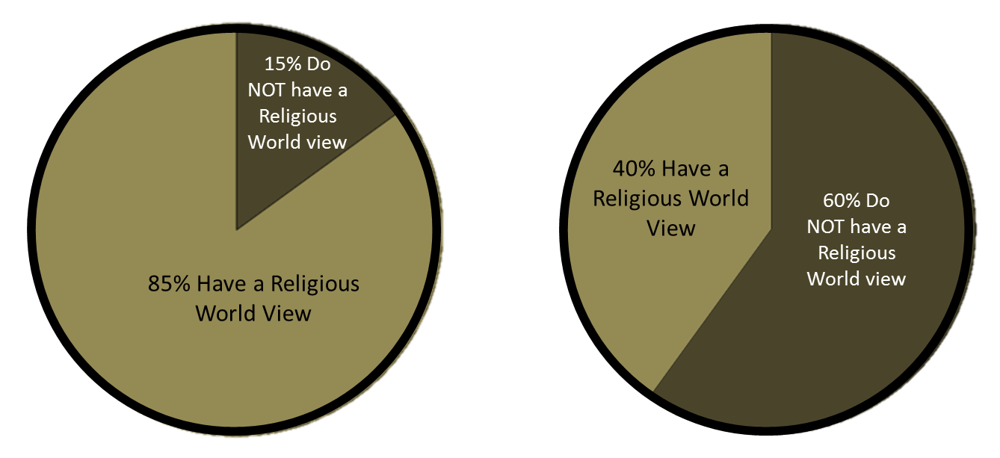 15% Do
NOT have a
Religious
World view
85% Have a Religious
World View
40% Have a
Religious World
View
60% Do
NOT have a
Religious
World view